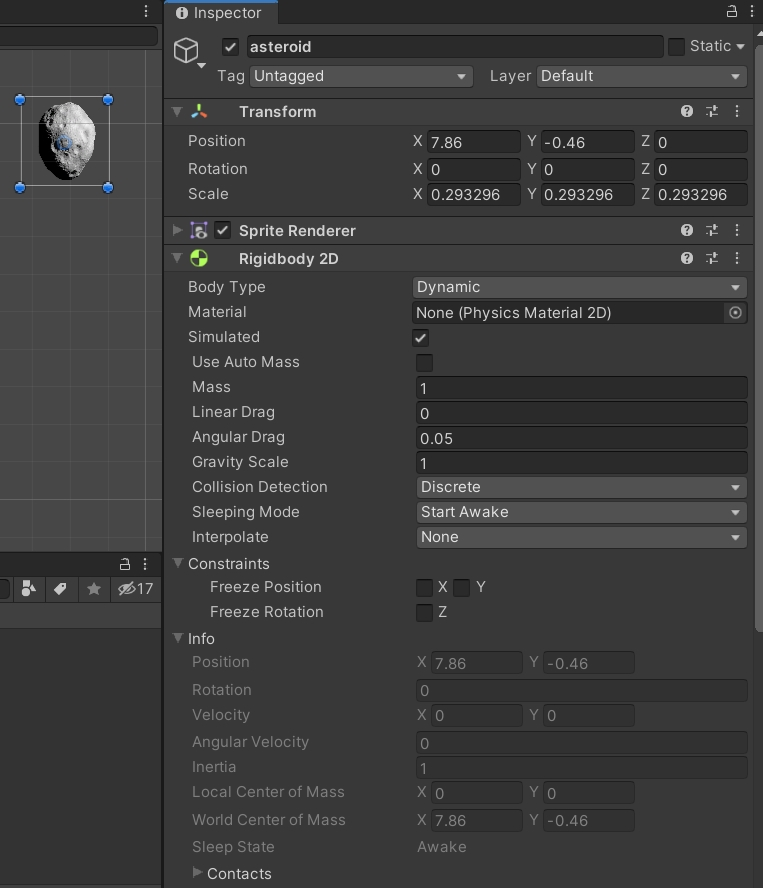 Inspector
asteroid
Static
Tag Untagged Layer Default
Transform
Position X 7.86 Y -0.46 Z 0
Rotation X 0 Y 0 Z 0
Scale X 0.293296 Y 0.293296 Z 0.293296
Sprite Renderer
Rigidbody 2D
Body Type Dynamic
Material None (Physics Material 2D)
Simulated
Use Auto Mass
Mass 1
Linear Drag 0
Angular Drag 0.05
Gravity Scale 1
Collision Detection Discrete
Sleeping Mode Start Awake
Interpolate None
Constraints
Freeze Position X Y
Freeze Rotation Z
17
Info
Position X 7.86 Y -0.46
Rotation 0
Velocity X 0 Y 0
Angular Velocity 0
Inertia 1
Local Center of Mass X 0 Y 0
World Center of Mass X 7.86 Y -0.46
Sleep State Awake
Contacts